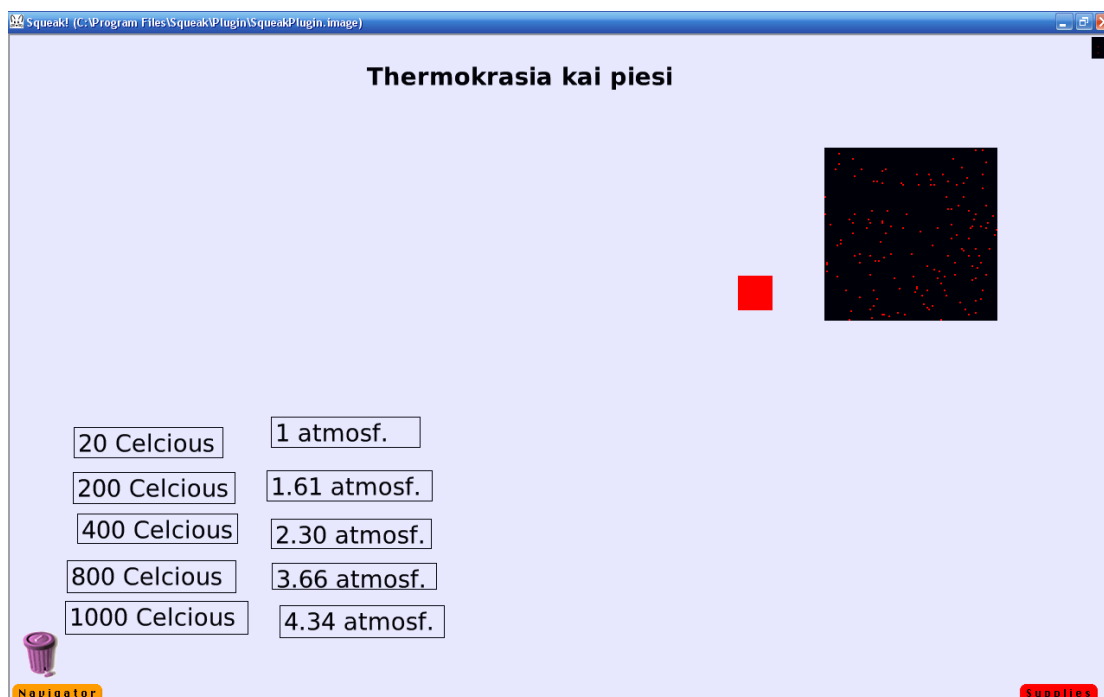 Squeak! (C:\Program Files\Squeak\Plugin\SqueakPlugin.image)
Thermokrasia kai piesi
20 Celcious
1 atmosf.
200 Celcious
1.61 atmosf.
400 Celcious
2.30 atmosf.
800 Celcious
3.66 atmosf.
1000 Celcious
4.34 atmosf.
Navigator
Supplies